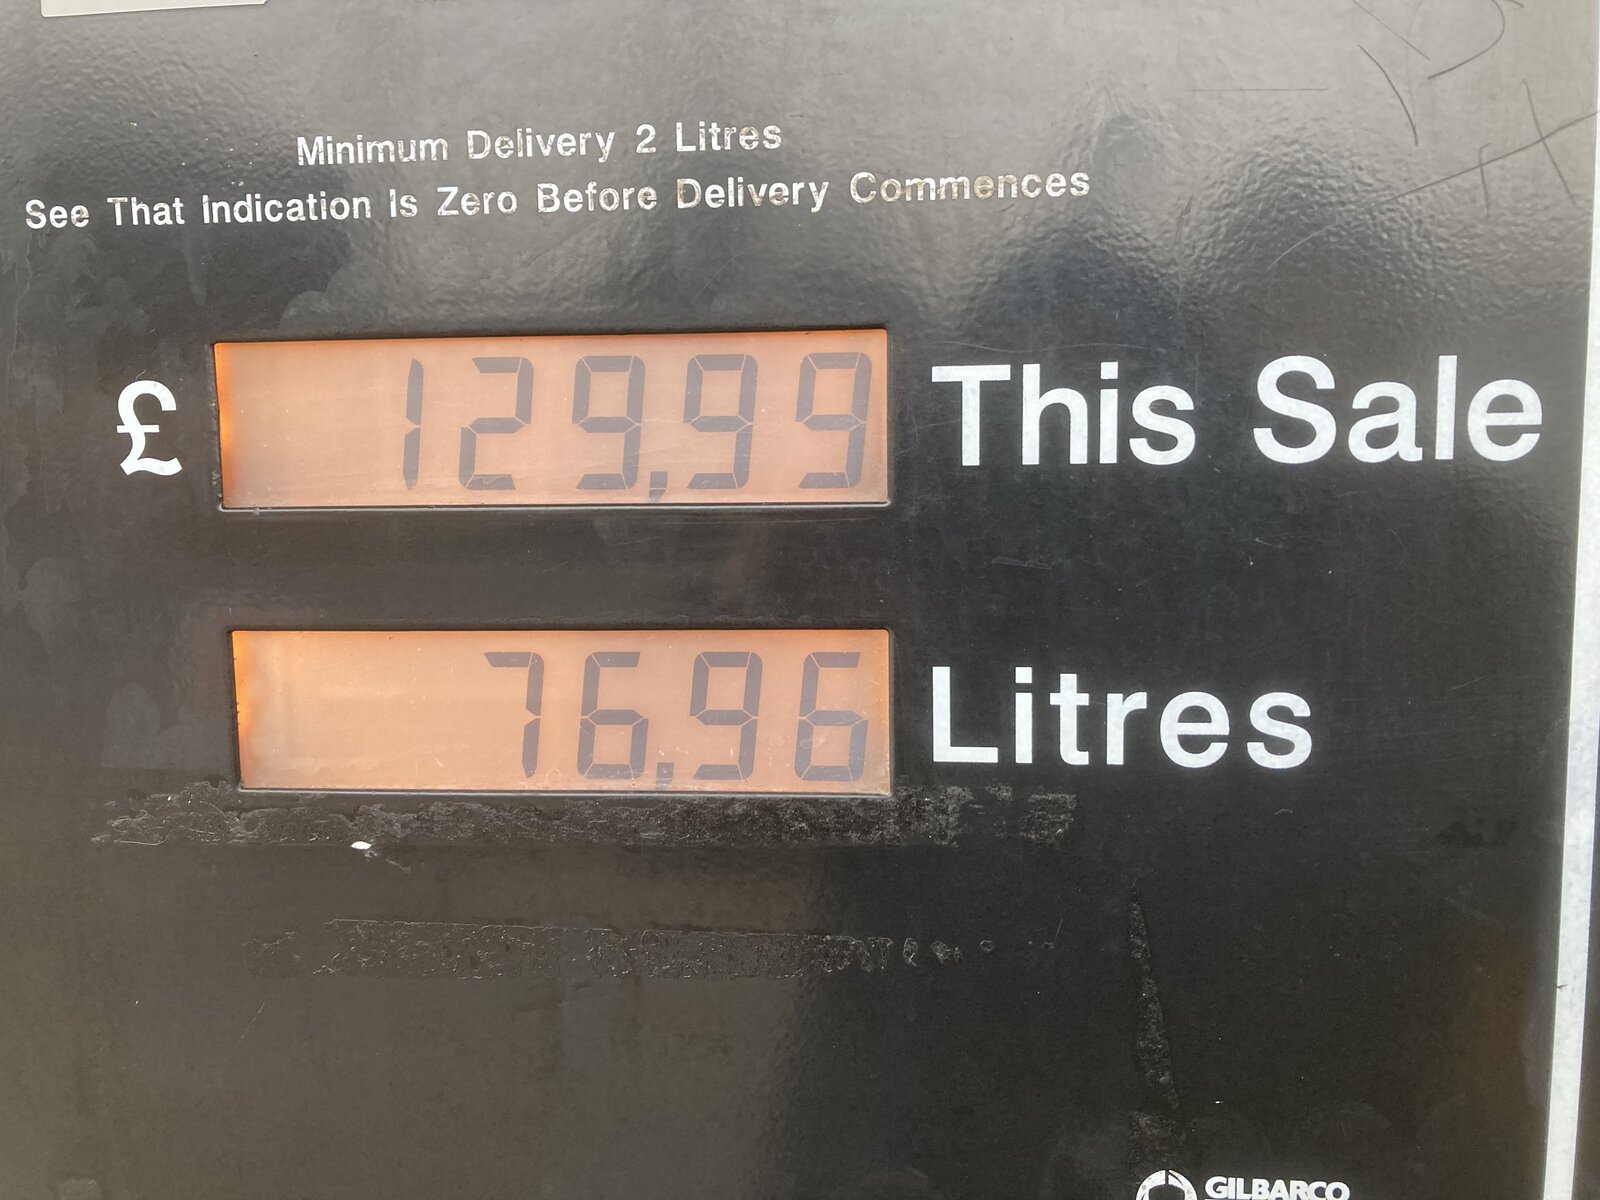 Minimum Delivery 2 Litres
See That Indication Is Zero Before Delivery Commences
£ 129,99 This Sale
76,96 Litres
GILBARCO